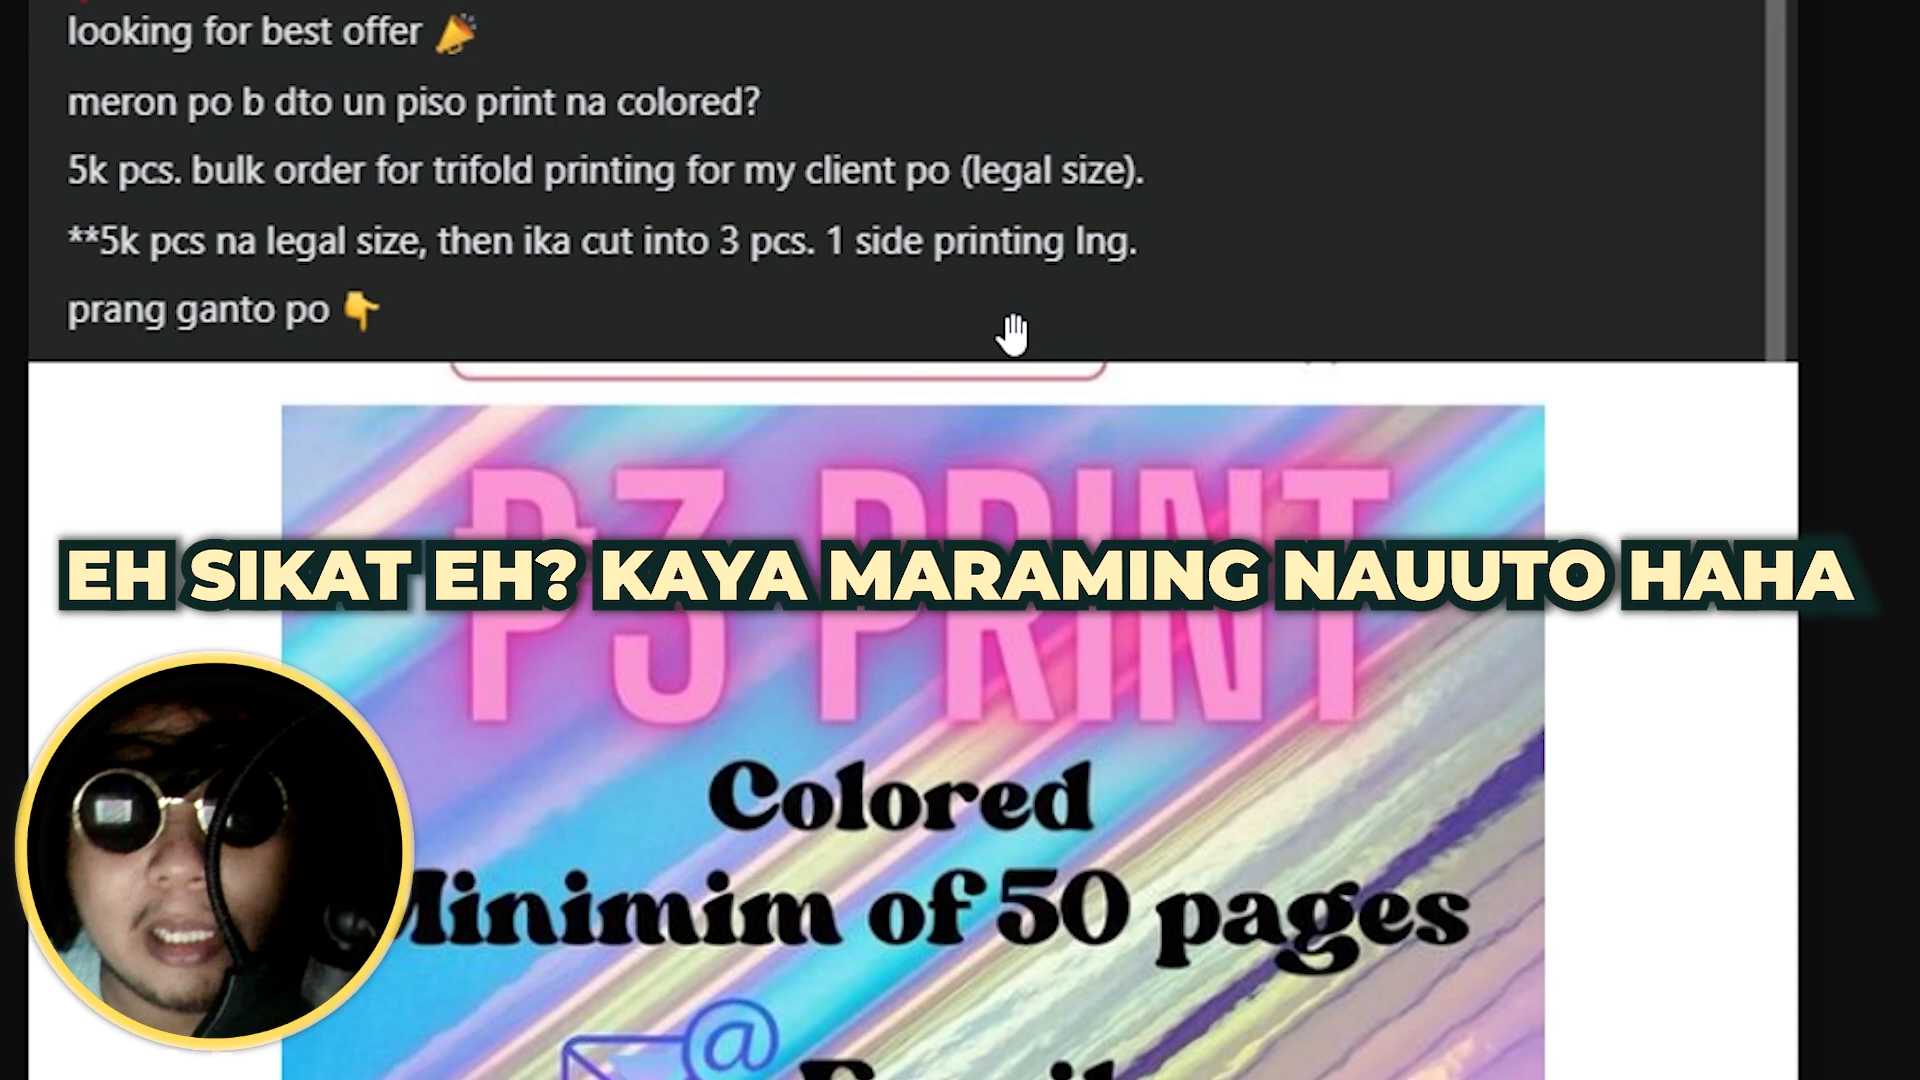 looking for best offer
meron po b dto un piso print na colored?
5k pcs. bulk order for trifold printing for my client po (legal size).
**5k pcs na legal size, then ika cut into 3 pcs. 1 side printing lng.
prang ganto po
₱3 PRINT
EH SIKAT EH? KAYA MARAMING NAUUTO HAHA
Colored
Minimim of 50 pages
@